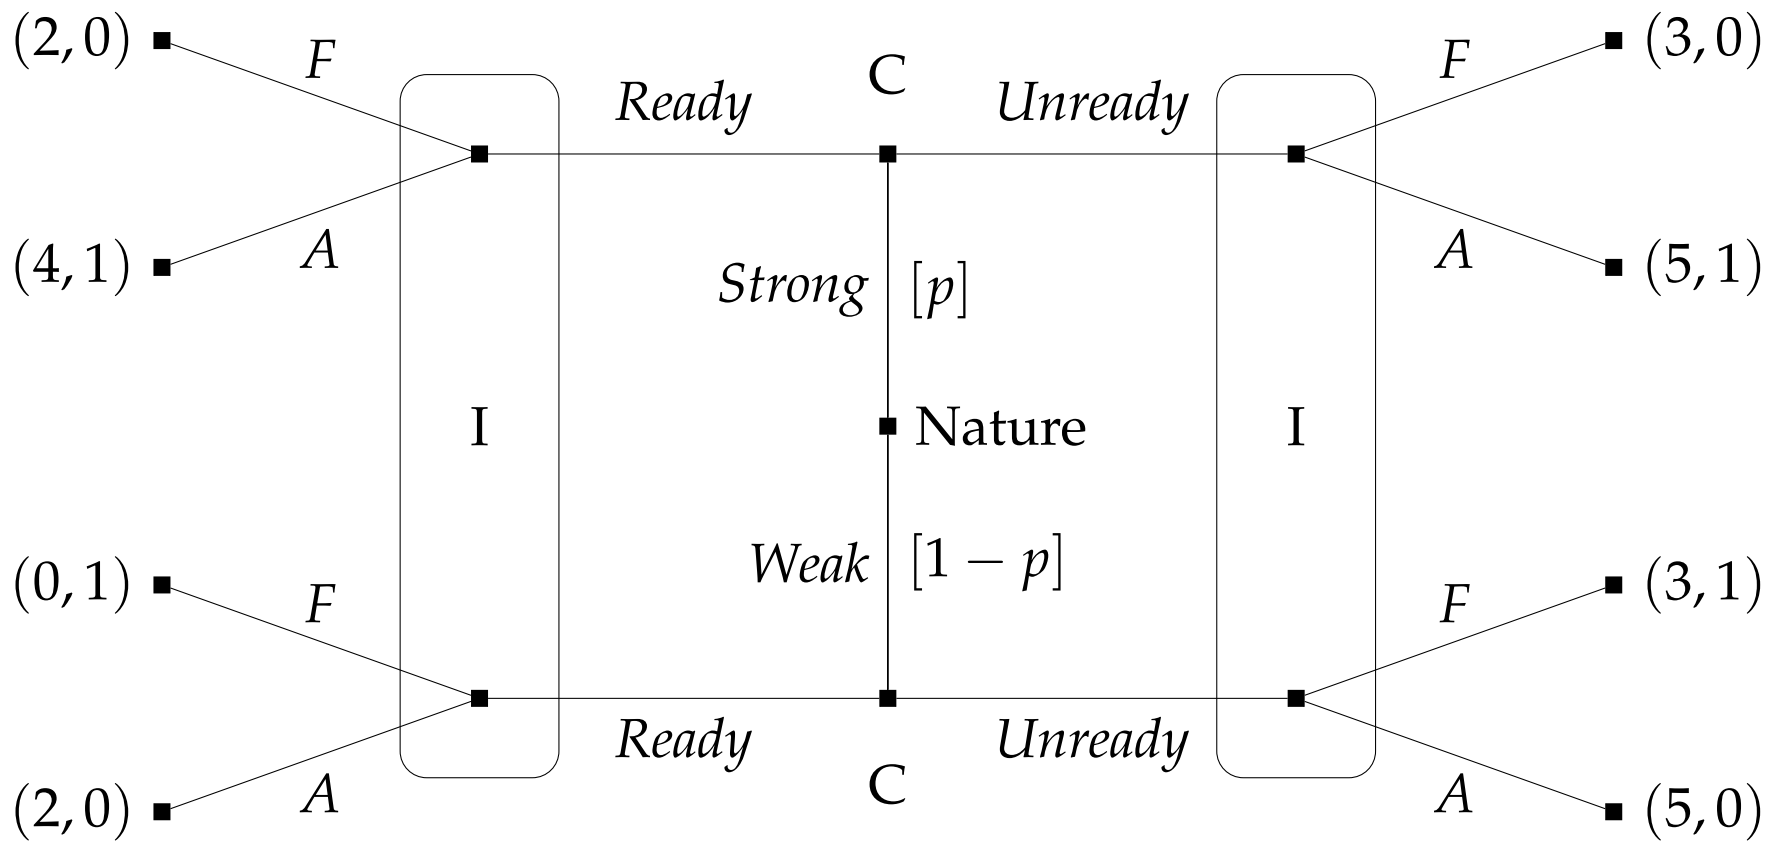 (2, 0) F C F (3, 0)
Ready Unready
(4, 1) A A (5, 1)
Strong [p]
I Nature I
Weak [1 − p]
(0, 1) F F (3, 1)
Ready Unready
(2, 0) A C A (5, 0)